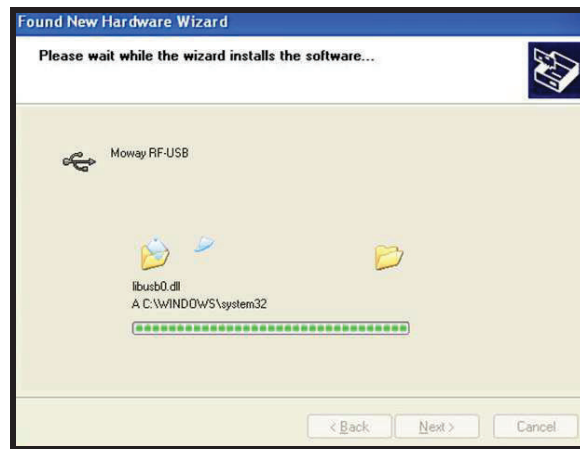 Found New Hardware Wizard
Please wait while the wizard installs the software...
Moway RF-USB
libusb0.dll
A C:\WINDOWS\system32
< Back
Next >
Cancel